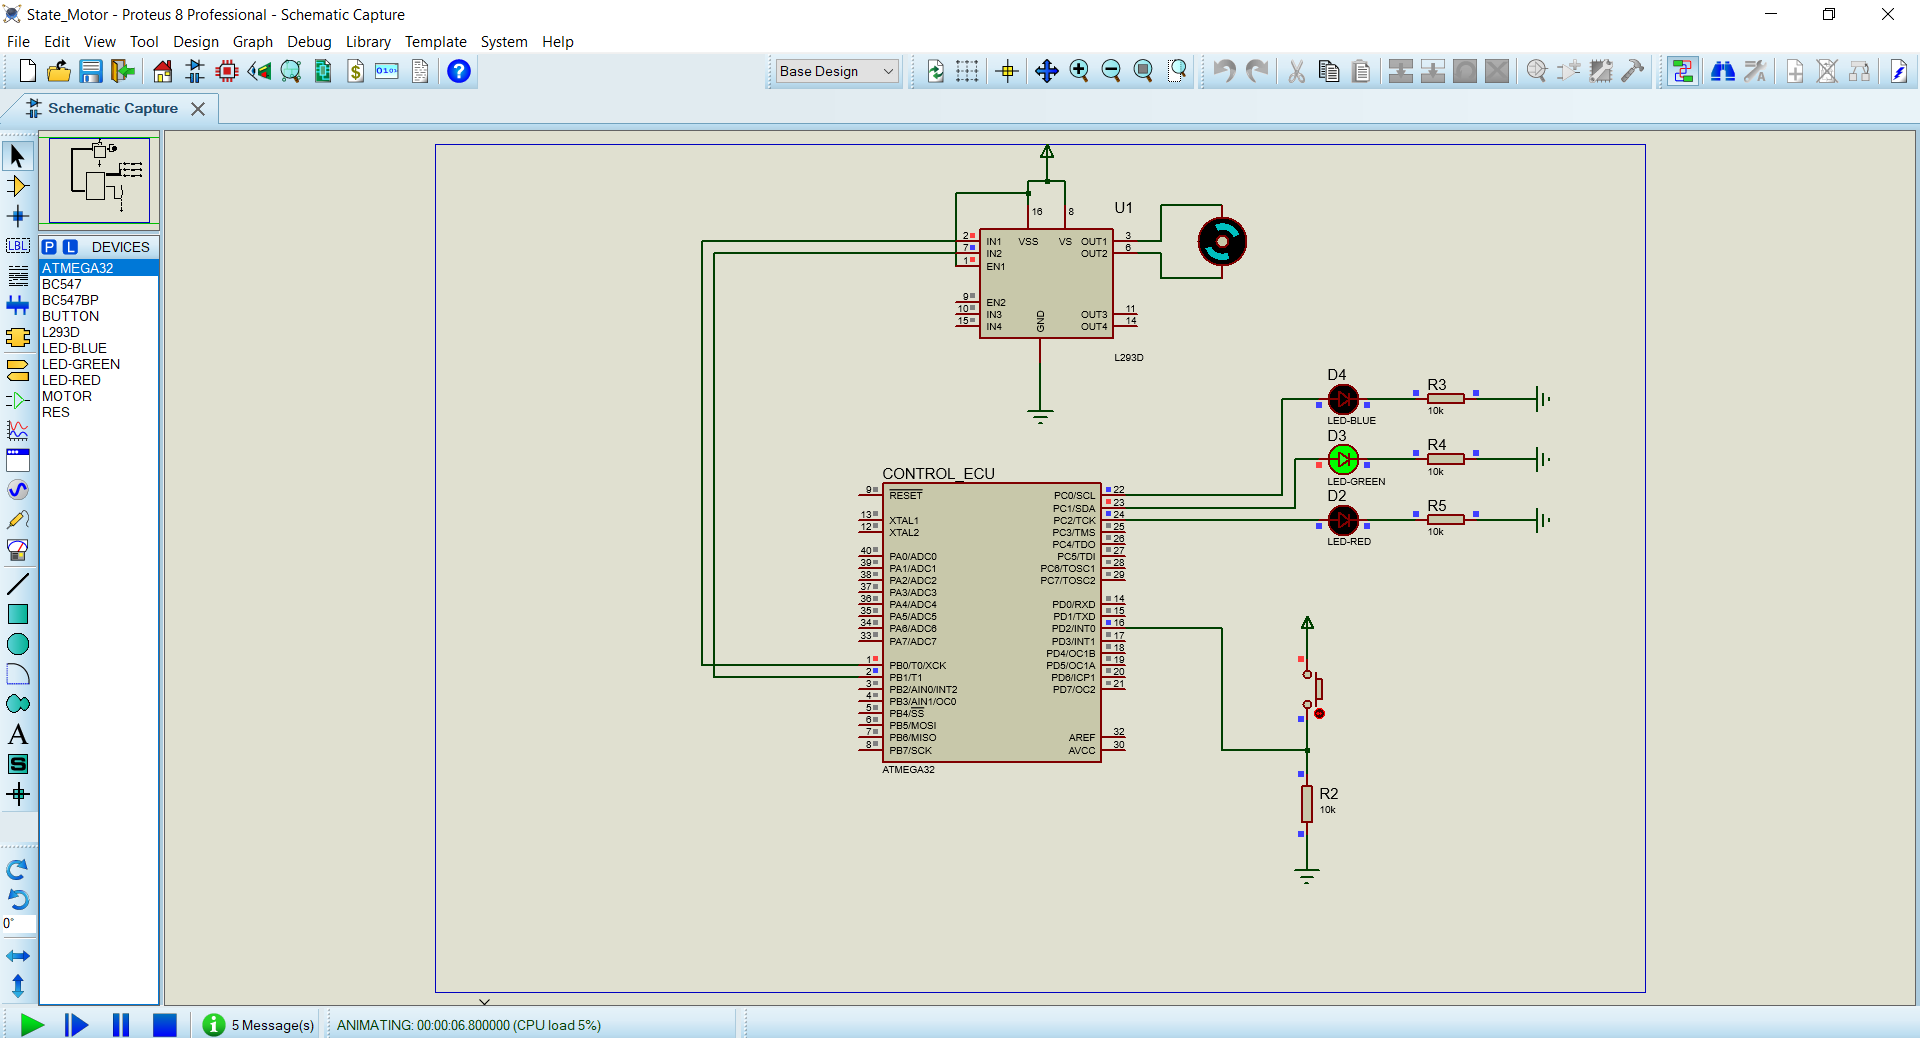 State_Motor - Proteus 8 Professional - Schematic Capture
File Edit View Tool Design Graph Debug Library Template System Help
Base Design
Schematic Capture
P L DEVICES
ATMEGA32
BC547
BC547BP
BUTTON
L293D
LED-BLUE
LED-GREEN
LED-RED
MOTOR
RES
LBL
A
S
0°
U1
16 8
2 IN1 VSS VS OUT1 3
7 IN2 OUT2 6
1 EN1
9 EN2
10 IN3 OUT3 11
15 IN4 OUT4 14
GND
L293D
D4
R3
10k
LED-BLUE
D3
R4
10k
LED-GREEN
D2
R5
10k
LED-RED
CONTROL_ECU
9 RESET PC0/SCL 22
PC1/SDA 23
13 XTAL1 PC2/TCK 24
12 XTAL2 PC3/TMS 25
PC4/TDO 26
40 PA0/ADC0 PC5/TDI 27
39 PA1/ADC1 PC6/TOSC1 28
38 PA2/ADC2 PC7/TOSC2 29
37 PA3/ADC3
36 PA4/ADC4 PD0/RXD 14
35 PA5/ADC5 PD1/TXD 15
34 PA6/ADC6 PD2/INT0 16
33 PA7/ADC7 PD3/INT1 17
PD4/OC1B 18
1 PB0/T0/XCK PD5/OC1A 19
2 PB1/T1 PD6/ICP1 20
3 PB2/AIN0/INT2 PD7/OC2 21
4 PB3/AIN1/OC0
5 PB4/SS
6 PB5/MOSI
7 PB6/MISO AREF 32
8 PB7/SCK AVCC 30
ATMEGA32
R2
10k
5 Message(s)
ANIMATING: 00:00:06.800000 (CPU load 5%)